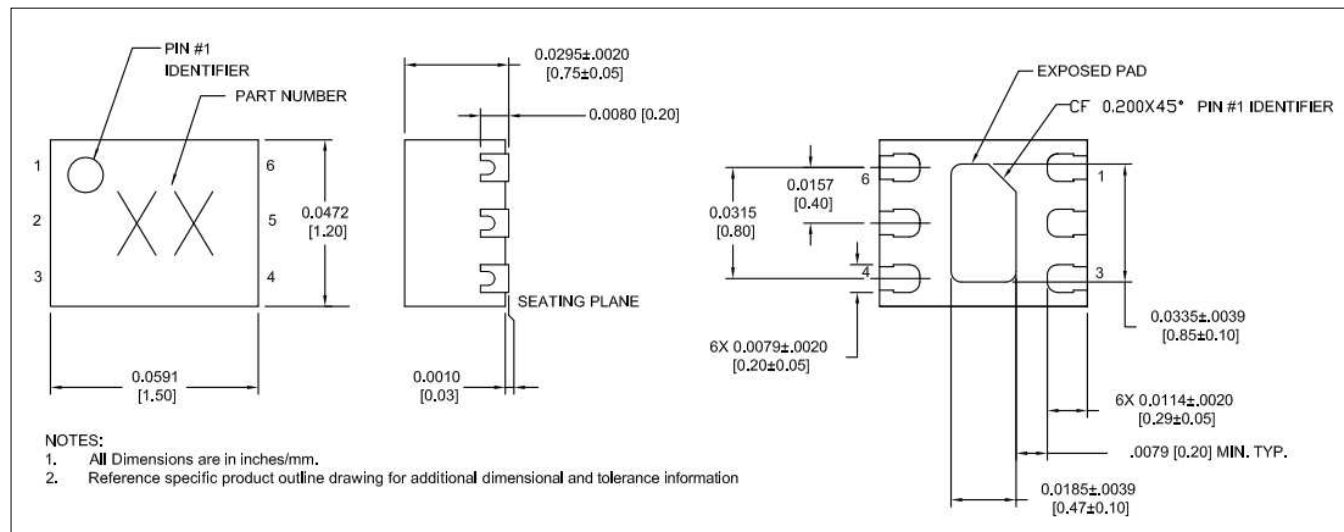 PIN #1
IDENTIFIER
PART NUMBER
1
2
3
6
5
4
0.0472
[1.20]
0.0591
[1.50]
0.0295±.0020
[0.75±0.05]
0.0080 [0.20]
SEATING PLANE
0.0010
[0.03]
EXPOSED PAD
CF 0.200X45° PIN #1 IDENTIFIER
6
4
1
3
0.0157
[0.40]
0.0315
[0.80]
6X 0.0079±.0020
[0.20±0.05]
0.0335±.0039
[0.85±0.10]
6X 0.0114±.0020
[0.29±0.05]
.0079 [0.20] MIN. TYP.
0.0185±.0039
[0.47±0.10]
XX
NOTES:
1. All Dimensions are in inches/mm.
2. Reference specific product outline drawing for additional dimensional and tolerance information